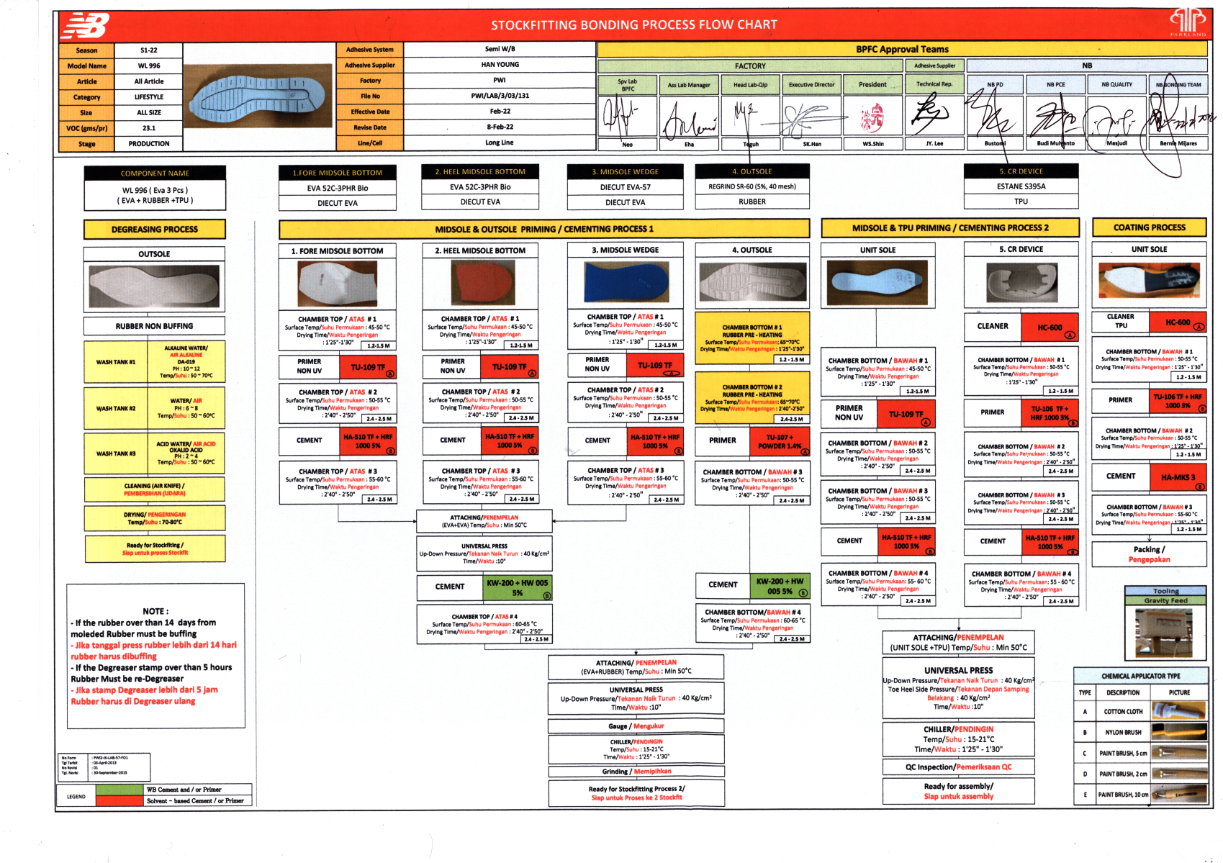 NB
STOCKFITTING BONDING PROCESS FLOW CHART
PARKLAND
Season
S1-22
Model Name
WL 996
Article
All Article
Category
LIFESTYLE
Size
ALL SIZE
VOC (gms/pr)
23.1
Stage
PRODUCTION
Adhesive System
Semi W/B
Adhesive Supplier
HAN YOUNG
Factory
PWI
File No
PWI/LAB/3/03/131
Effective Date
Feb-22
Revise Date
8-Feb-22
Line/Cell
Long Line
BPFC Approval Teams
FACTORY
Adhesive Supplier
NB
Spv Lab BPFC
Ass Lab Manager
Head Lab-Qip
Executive Director
President
Technical Rep.
NB PD
NB PCE
NB QUALITY
NB BONDING TEAM
Neo
Eha
Teguh
SK.Han
WS.Shin
JY. Lee
Bustomi
Budi Mulyanto
Masjudi
Bernie Mijares
COMPONENT NAME
WL 996 ( Eva 3 Pcs )
( EVA + RUBBER +TPU )
1.FORE MIDSOLE BOTTOM
EVA 52C-3PHR Bio
DIECUT EVA
2. HEEL MIDSOLE BOTTOM
EVA 52C-3PHR Bio
DIECUT EVA
3. MIDSOLE WEDGE
DIECUT EVA-57
DIECUT EVA
4. OUTSOLE
REGRIND SR-60 (5%, 40 mesh)
RUBBER
5. CR DEVICE
ESTANE S395A
TPU
DEGREASING PROCESS
OUTSOLE
RUBBER NON BUFFING
WASH TANK #1
ALKALINE WATER/
AIR ALKALINE
DA-019
PH : 10 ~ 12
Temp/Suhu : 50 ~ 70°C
WASH TANK #2
WATER/ AIR
PH : 6 ~ 8
Temp/Suhu : 50 ~ 60°C
WASH TANK #3
ACID WATER/ AIR ACID
OXALID ACID
PH : 2 ~ 4
Temp/Suhu : 50 ~ 60°C
CLEANING (AIR KNIFE) /
PEMBERSIHAN (UDARA)
DRYING/ PENGERINGAN
Temp/Suhu : 70-80°C
Ready for Stockfiting /
Siap untuk proses Stockfit
MIDSOLE & OUTSOLE PRIMING / CEMENTING PROCESS 1
1. FORE MIDSOLE BOTTOM
CHAMBER TOP / ATAS # 1
Surface Temp/Suhu Permukaan : 45-50 °C
Drying Time/Waktu Pengeringan
: 1'25"-1'30"
1.2-1.5 M
PRIMER
NON UV
TU-109 TF
A
CHAMBER TOP / ATAS # 2
Surface Temp/Suhu Permukaan : 50-55 °C
Drying Time/Waktu Pengeringan
: 2'40" - 2'50"
2.4 - 2.5 M
CEMENT
HA-510 TF + HRF
1000 5%
B
CHAMBER TOP / ATAS # 3
Surface Temp/Suhu Permukaan : 55-60 °C
Drying Time/Waktu Pengeringan
: 2'40" - 2'50"
2.4 - 2.5 M
2. HEEL MIDSOLE BOTTOM
CHAMBER TOP / ATAS # 1
Surface Temp/Suhu Permukaan : 45-50 °C
Drying Time/Waktu Pengeringan
: 1'25"-1'30"
1.2-1.5 M
PRIMER
NON UV
TU-109 TF
A
CHAMBER TOP / ATAS # 2
Surface Temp/Suhu Permukaan : 50-55 °C
Drying Time/Waktu Pengeringan
: 2'40" - 2'50"
2.4 - 2.5 M
CEMENT
HA-510 TF + HRF
1000 5%
B
CHAMBER TOP / ATAS # 3
Surface Temp/Suhu Permukaan : 55-60 °C
Drying Time/Waktu Pengeringan
: 2'40" - 2'50"
2.4 - 2.5 M
3. MIDSOLE WEDGE
CHAMBER TOP / ATAS # 1
Surface Temp/Suhu Permukaan : 45-50 °C
Drying Time/Waktu Pengeringan
: 1'25" -1'30"
1.2-1.5 M
PRIMER
NON UV
TU-109 TF
CHAMBER TOP / ATAS # 2
Surface Temp/Suhu Permukaan : 50-55 °C
Drying Time/Waktu Pengeringan
: 2'40" - 2'50"
2.4 - 2.5 M
CEMENT
HA-510 TF + HRF
1000 5%
B
CHAMBER TOP / ATAS # 3
Surface Temp/Suhu Permukaan : 55-60 °C
Drying Time/Waktu Pengeringan
: 2'40" - 2'50"
2.4 - 2.5 M
4. OUTSOLE
CHAMBER BOTTOM # 1
RUBBER PRE - HEATING
Surface Temp/Suhu Permukaan: 65~70°C
Drying Time/Waktu Pengeringan: 1'25"-1'30"
1.2 - 1.5 M
CHAMBER BOTTOM # 2
RUBBER PRE - HEATING
Surface Temp/Suhu Permukaan : 65~70°C
Drying Time/Waktu Pengeringan : 2'40"-2'50"
2.4-2.5 M
PRIMER
TU-107 +
POWDER 1.4%
A
CHAMBER BOTTOM / BAWAH # 3
Surface Temp/Suhu Permukaan: 50-55 °C
Drying Time/Waktu Pengeringan
: 2'40" - 2'50"
2.4 - 2.5 M
ATTACHING/PENEMPELAN
(EVA+EVA) Temp/Suhu : Min 50°C
UNIVERSAL PRESS
Up-Down Pressure/Tekanan Naik Turun : 40 Kg/cm²
Time/Waktu :10"
CEMENT
KW-200 + HW 005
5%
B
CHAMBER TOP / ATAS # 4
Surface Temp/Suhu Permukaan : 60-65 °C
Drying Time/Waktu Pengeringan : 2'40" - 2'50"
2.4 - 2.5 M
CEMENT
KW-200 + HW
005 5%
B
CHAMBER BOTTOM/BAWAH # 4
Surface Temp/Suhu Permukaan : 60-65 °C
Drying Time/Waktu Pengeringan
: 2'40" - 2'50"
2.4 - 2.5 M
ATTACHING/ PENEMPELAN
(EVA+RUBBER) Temp/Suhu : Min 50°C
UNIVERSAL PRESS
Up-Down Pressure/Tekanan Naik Turun : 40 Kg/cm²
Time/Waktu :10"
Gauge / Mengukur
CHILLER/PENDINGIN
Temp/Suhu : 15-21°C
Time/Waktu : 1'25" - 1'30"
Grinding / Memipihkan
Ready for Stockfitting Process 2/
Siap untuk Proses ke 2 Stockfit
MIDSOLE & TPU PRIMING / CEMENTING PROCESS 2
UNIT SOLE
CHAMBER BOTTOM / BAWAH # 1
Surface Temp/Suhu Permukaan: 45-50 °C
Drying Time/Waktu Pengeringan
: 1'25" - 1'30"
1.2-1.5 M
PRIMER
NON UV
TU-109 TF
A
CHAMBER BOTTOM / BAWAH # 2
Surface Temp/Suhu Permukaan: 50-55 °C
Drying Time/Waktu Pengeringan
: 2'40" - 2'50"
2.4 - 2.5 M
CHAMBER BOTTOM / BAWAH # 3
Surface Temp/Suhu Permukaan: 50-55 °C
Drying Time/Waktu Pengeringan
: 2'40" - 2'50"
2.4 - 2.5 M
CEMENT
HA-510 TF + HRF
1000 5%
B
CHAMBER BOTTOM / BAWAH # 4
Surface Temp/Suhu Permukaan: 55- 60 °C
Drying Time/Waktu Pengeringan
: 2'40" - 2'50"
2.4 - 2.5 M
5. CR DEVICE
CLEANER
HC-600
A
CHAMBER BOTTOM / BAWAH # 1
Surface Temp/Suhu Permukaan : 50-55 °C
Drying Time/Waktu Pengeringan
: 1'25" - 1'30"
1.2 - 1.5 M
PRIMER
TU-106 TF +
HRF 1000 5%
CHAMBER BOTTOM / BAWAH # 2
Surface Temp/Suhu Permukaan : 50-55 °C
Drying Time/Waktu Pengeringan : 2'40" - 2'50"
2.4 - 2.5 M
CHAMBER BOTTOM / BAWAH # 3
Surface Temp/Suhu Permukaan : 50-55 °C
Drying Time/Waktu Pengeringan : 2'40" - 2'50"
2.4 - 2.5 M
CEMENT
HA-510 TF + HRF
1000 5%
CHAMBER BOTTOM / BAWAH # 4
Surface Temp/Suhu Permukaan : 55 - 60 °C
Drying Time/Waktu Pengeringan
: 2'40" - 2'50"
2.4 - 2.5 M
ATTACHING/PENEMPELAN
(UNIT SOLE +TPU) Temp/Suhu : Min 50°C
UNIVERSAL PRESS
Up-Down Pressure/Tekanan Naik Turun : 40 Kg/cm²
Toe Heel Side Pressure/Tekanan Depan Samping
Belakang : 40 Kg/cm²
Time/Waktu :10"
CHILLER/PENDINGIN
Temp/Suhu : 15-21°C
Time/Waktu : 1'25" - 1'30"
QC Inspection/Pemeriksaan QC
Ready for assembly/
Siap untuk assembly
COATING PROCESS
UNIT SOLE
CLEANER
TPU
HC-600
A
CHAMBER BOTTOM / BAWAH # 1
Surface Temp/Suhu Permukaan : 50-55 °C
Drying Time/Waktu Pengeringan : 1'25" - 1'30"
1.2 - 1.5 M
PRIMER
TU-106 TF + HRF
1000 5%
CHAMBER BOTTOM / BAWAH # 2
Surface Temp/Suhu Permukaan : 50-55 °C
Drying Time/Waktu Pengeringan : 1'25" - 1'30"
1.2 - 1.5 M
CEMENT
HA-MKS 3
CHAMBER BOTTOM / BAWAH # 3
Surface Temp/Suhu Permukaan : 55-60 °C
Drying Time/Waktu Pengeringan : 1'25" - 1'30"
1.2 - 1.5 M
Packing /
Pengepakan
Tooling
Gravity Feed
CHEMICAL APPLICATOR TYPE
TYPE DESCRIPTION PICTURE
A COTTON CLOTH
B NYLON BRUSH
C PAINT BRUSH, 5 cm
D PAINT BRUSH, 2 cm
E PAINT BRUSH, 10 cm
NOTE :
- If the rubber over than 14 days from
moleded Rubber must be buffing
- Jika tanggal press rubber lebih dari 14 hari
rubber harus dibuffing
- If the Degreaser stamp over than 5 hours
Rubber Must be re-Degreaser
- Jika stamp Degreaser lebih dari 5 jam
Rubber harus di Degreaser ulang
LEGEND
WB Cement and / or Primer
Solvent - based Cement / or Primer